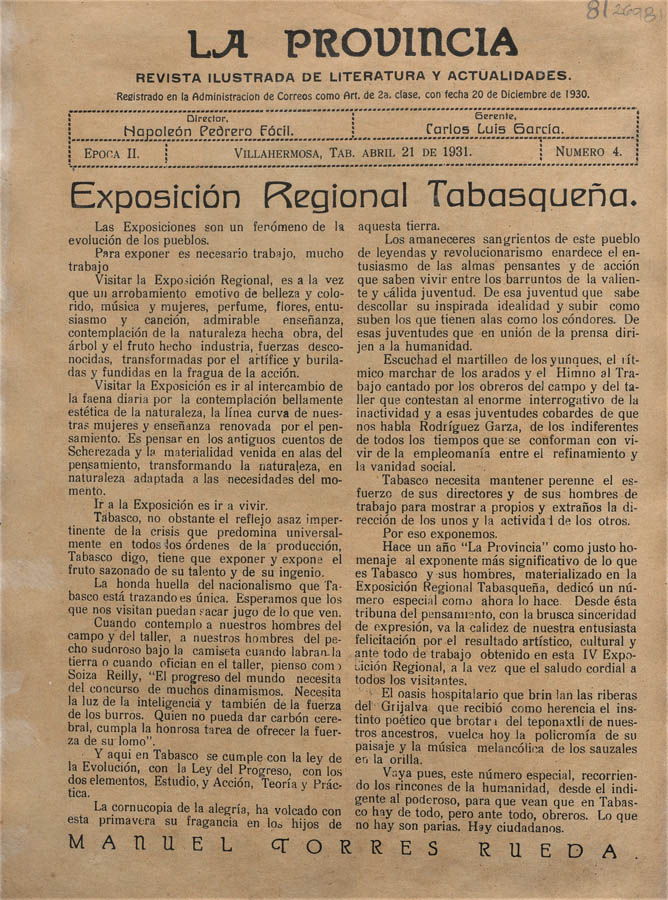 81 26981
LA PROVINCIA
REVISTA ILUSTRADA DE LITERATURA Y ACTUALIDADES.
Registrado en la Administracion de Correos como Art. de 2a. clase, con fecha 20 de Diciembre de 1930.
Director,
Napoleón Pedrero Fócil.
Gerente,
Carlos Luis García.
EPOCA II.
VILLAHERMOSA, TAB. ABRIL 21 DE 1931.
NUMERO 4.
Exposición Regional Tabasqueña.
Las Exposiciones son un fenómeno de la
evolución de los pueblos.
Para exponer es necesario trabajo, mucho
trabajo
Visitar la Exposición Regional, es a la vez
que un arrobamiento emotivo de belleza y colo-
rido, música y mujeres, perfume, flores, entu-
siasmo y canción, admirable enseñanza,
contemplación de la naturaleza hecha obra, del
árbol y el fruto hecho industria, fuerzas desco-
nocidas, transformadas por el artífice y burila-
das y fundidas en la fragua de la acción.
Visitar la Exposición es ir al intercambio de
la faena diaria por la contemplación bellamente
estética de la naturaleza, la línea curva de nues-
tras mujeres y enseñanza renovada por el pen-
samiento. Es pensar en los antiguos cuentos de
Scherezada y la materialidad venida en alas del
pensamiento, transformando la naturaleza, en
naturaleza adaptada a las necesidades del mo-
mento.
Ir a la Exposición es ir a vivir.
Tabasco, no obstante el reflejo asaz imper-
tinente de la crisis que predomina universal-
mente en todos los órdenes de la producción,
Tabasco digo, tiene que exponer y expone el
fruto sazonado de su talento y de su ingenio.
La honda huella del nacionalismo que Ta-
basco está trazando es única. Esperamos que los
que nos visitan puedan sacar jugo de lo que ven.
Cuando contemplo a nuestros hombres del
campo y del taller, a nuestros hombres del pe-
cho sudoroso bajo la camiseta cuando labran la
tierra o cuando ofician en el taller, pienso como
Soiza Reilly, "El progreso del mundo necesita
del concurso de muchos dinamismos. Necesita
la luz de la inteligencia y también de la fuerza
de los burros. Quien no pueda dar carbón cere-
bral, cumpla la honrosa tarea de ofrecer la fuer-
za de su lomo".
Y aqui en Tabasco se cumple con la ley de
la Evolución, con la Ley del Progreso, con los
dos elementos, Estudio, y Acción, Teoría y Prác-
tica.
La cornucopia de la alegría, ha volcado con
esta primavera su fragancia en los hijos de
aquesta tierra.
Los amaneceres sangrientos de este pueblo
de leyendas y revolucionarismo enardece el en-
tusiasmo de las almas pensantes y de acción
que saben vivir entre los barruntos de la valien-
te y cálida juventud. De esa juventud que sabe
descollar su inspirada idealidad y subir como
suben los que tienen alas como los cóndores. De
esas juventudes que en unión de la prensa diri-
jen a la humanidad.
Escuchad el martilleo de los yunques, el rít-
mico marchar de los arados y el Himno al Tra-
bajo cantado por los obreros del campo y del ta-
ller que contestan al enorme interrogativo de la
inactividad y a esas juventudes cobardes de que
nos habla Rodríguez Garza, de los indiferentes
de todos los tiempos que se conforman con vi-
vir de la empleomanía entre el refinamiento y
la vanidad social.
Tabasco necesita mantener perenne el es-
fuerzo de sus directores y de sus hombres de
trabajo para mostrar a propios y extraños la di-
rección de los unos y la actividad de los otros.
Por eso exponemos.
Hace un año "La Provincia" como justo ho-
menaje al exponente más significativo de lo que
es Tabasco y sus hombres, materializado en la
Exposición Regional Tabasqueña, dedicó un nú-
mero especial como ahora lo hace. Desde ésta
tribuna del pensamiento, con la brusca sinceridad
de expresión, va la calidez de nuestra entusiasta
felicitación por el resultado artístico, cultural y
ante todo de trabajo obtenido en esta IV Expo-
sición Regional, a la vez que el saludo cordial a
todos los visitantes.
El oasis hospitalario que brindan las riberas
del Grijalva que recibió como herencia el ins-
tinto poético que brotara del teponaxtli de nues-
tros ancestros, vuelca hoy la policromía de su
paisaje y la música melancólica de los sauzales
en la orilla.
Vaya pues, este número especial, recorrien-
do los rincones de la humanidad, desde el indi-
gente al poderoso, para que vean que en Tabas-
co hay de todo, pero ante todo, obreros. Lo que
no hay son parias. Hay ciudadanos.
MANUEL TORRES RUEDA.